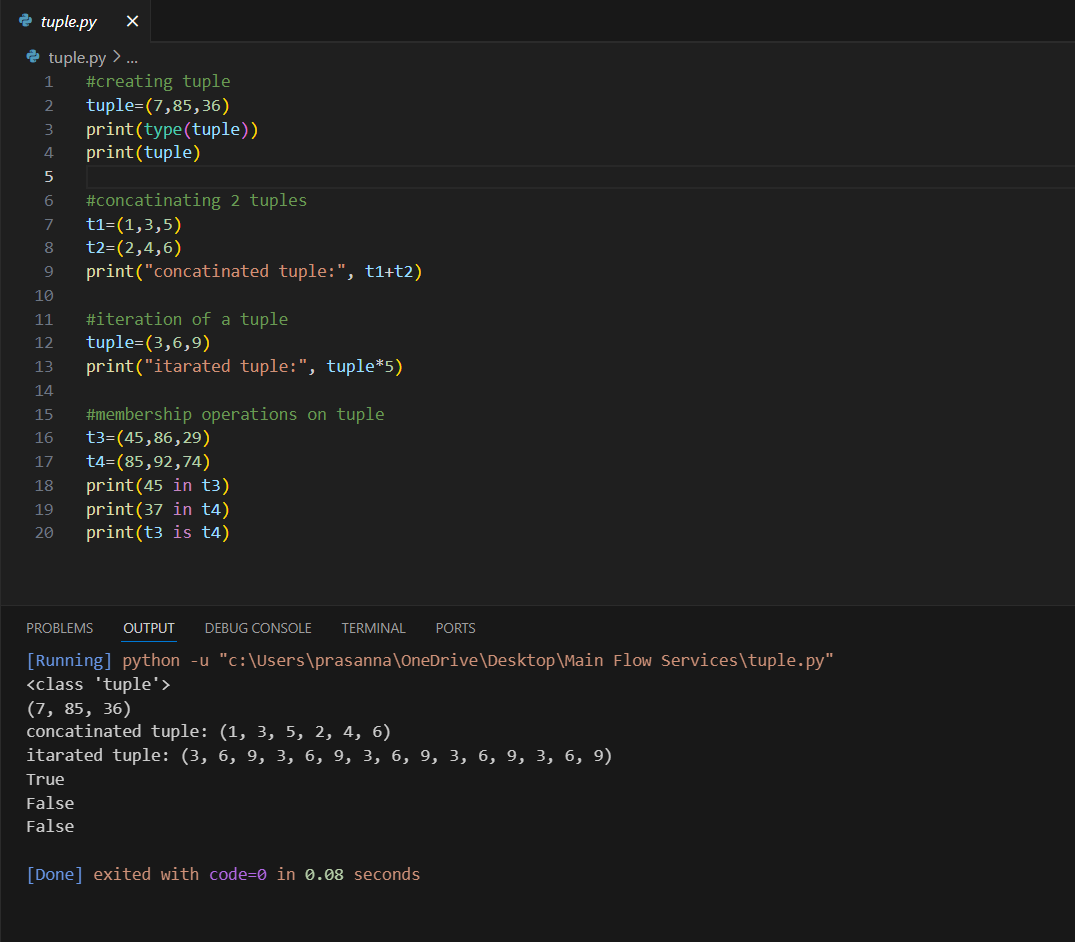 tuple.py ×
tuple.py > ...
1 #creating tuple
2 tuple=(7,85,36)
3 print(type(tuple))
4 print(tuple)
5
6 #concatinating 2 tuples
7 t1=(1,3,5)
8 t2=(2,4,6)
9 print("concatinated tuple:", t1+t2)
10
11 #iteration of a tuple
12 tuple=(3,6,9)
13 print("itarated tuple:", tuple*5)
14
15 #membership operations on tuple
16 t3=(45,86,29)
17 t4=(85,92,74)
18 print(45 in t3)
19 print(37 in t4)
20 print(t3 is t4)
PROBLEMS OUTPUT DEBUG CONSOLE TERMINAL PORTS
[Running] python -u "c:\Users\prasanna\OneDrive\Desktop\Main Flow Services\tuple.py"
<class 'tuple'>
(7, 85, 36)
concatinated tuple: (1, 3, 5, 2, 4, 6)
itarated tuple: (3, 6, 9, 3, 6, 9, 3, 6, 9, 3, 6, 9, 3, 6, 9)
True
False
False
[Done] exited with code=0 in 0.08 seconds